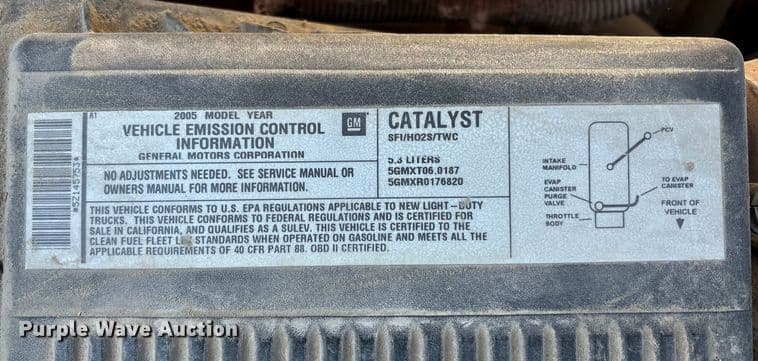 *52145753*
A1
2005 MODEL YEAR
VEHICLE EMISSION CONTROL
INFORMATION
GENERAL MOTORS CORPORATION
GM
NO ADJUSTMENTS NEEDED. SEE SERVICE MANUAL OR
OWNERS MANUAL FOR MORE INFORMATION.
CATALYST
SFI/HO2S/TWC
5.3 LITERS
5GMXT06.0187
5GMXR0176820
THIS VEHICLE CONFORMS TO U.S. EPA REGULATIONS APPLICABLE TO NEW LIGHT-DUTY
TRUCKS. THIS VEHICLE CONFORMS TO FEDERAL REGULATIONS AND IS CERTIFIED FOR
SALE IN CALIFORNIA, AND QUALIFIES AS A SULEV. THIS VEHICLE IS CERTIFIED TO THE
CLEAN FUEL FLEET STANDARDS WHEN OPERATED ON GASOLINE AND MEETS ALL THE
APPLICABLE REQUIREMENTS OF 40 CFR PART 88. OBD II CERTIFIED.
PCV
INTAKE
MANIFOLD
EVAP
CANISTER
PURGE
VALVE
THROTTLE
BODY
TO EVAP
CANISTER
FRONT OF
VEHICLE
Purple Wave Auction